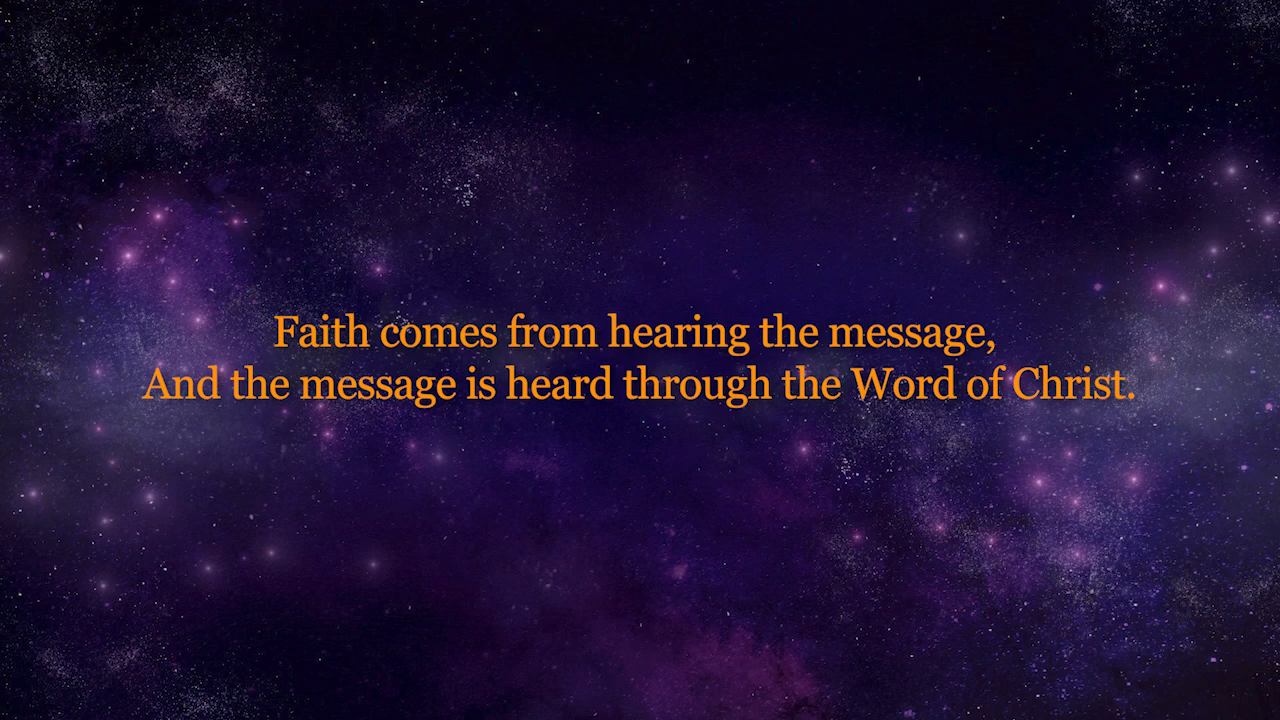 Faith comes from hearing the message,
And the message is heard through the Word of Christ.